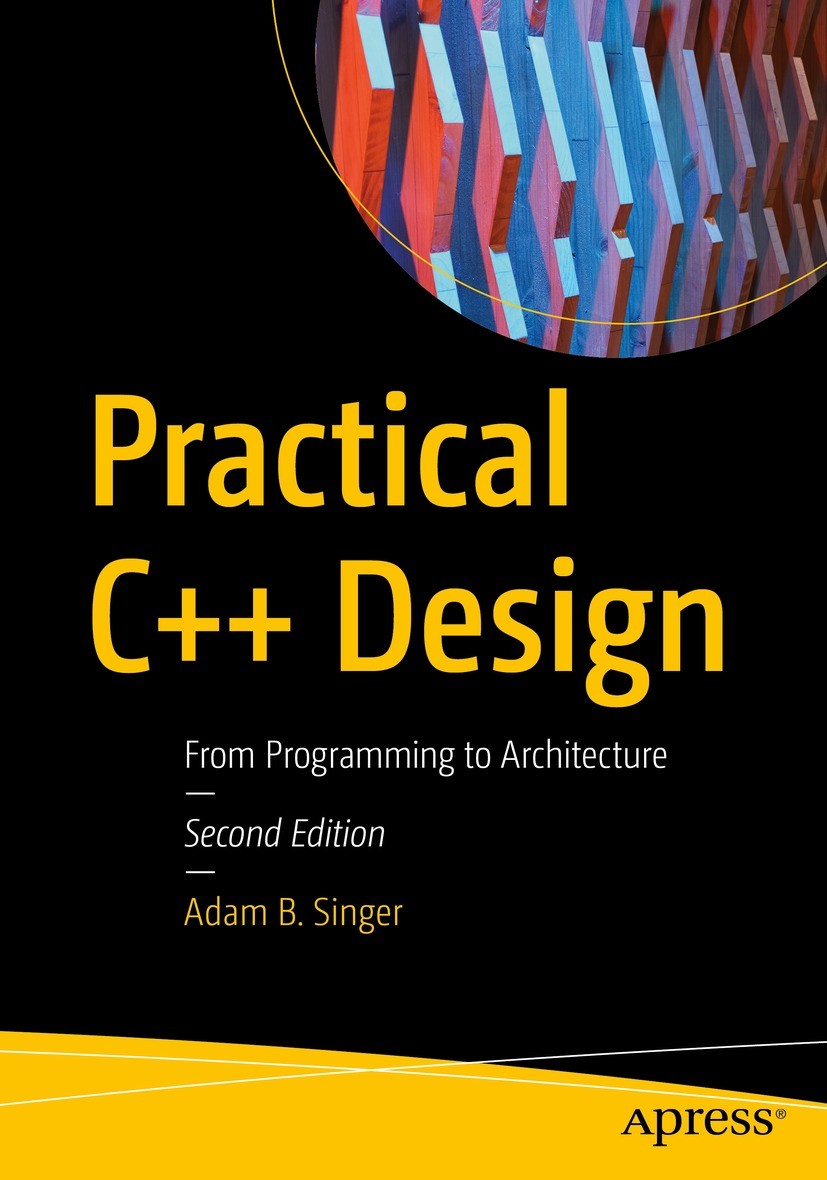 Practical
C++ Design
From Programming to Architecture
—
Second Edition
—
Adam B. Singer
Apress®